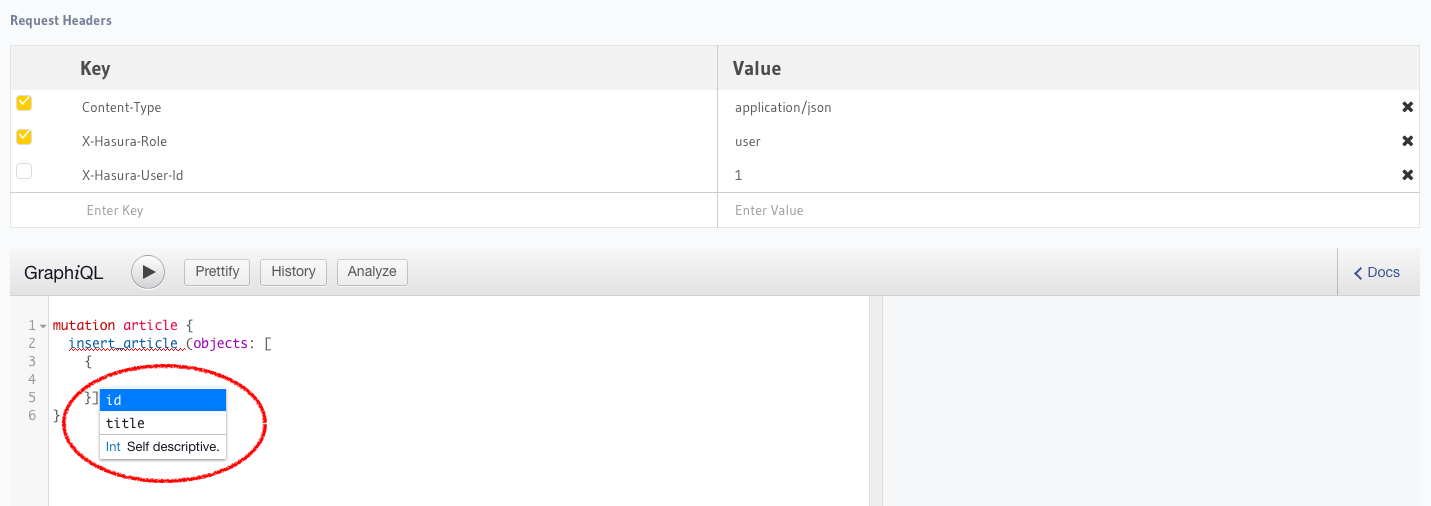 Request Headers
Key Value
Content-Type application/json ✖
X-Hasura-Role user ✖
X-Hasura-User-Id 1 ✖
Enter Key Enter Value
GraphiQL Prettify History Analyze Docs
1 mutation article {
2 insert_article (objects: [
3 {
4
5 }]
6 }
id
title
Int Self descriptive.